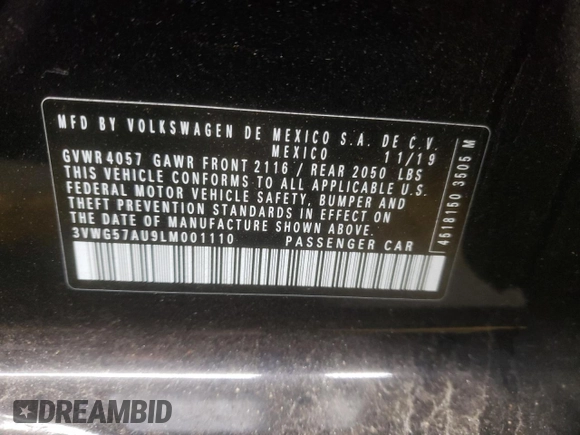 MFD BY VOLKSWAGEN DE MEXICO S.A. DE C.V.
MEXICO 11/19
GVWR 4057 GAWR FRONT 2116 / REAR 2050 LBS
THIS VEHICLE CONFORMS TO ALL APPLICABLE U.S.
FEDERAL MOTOR VEHICLE SAFETY, BUMPER AND
THEFT PREVENTION STANDARDS IN EFFECT ON
THE DATE OF MANUFACTURE SHOWN ABOVE.
3VWG57AU9LM001110 PASSENGER CAR
4618150 3505 M
DREAMBID